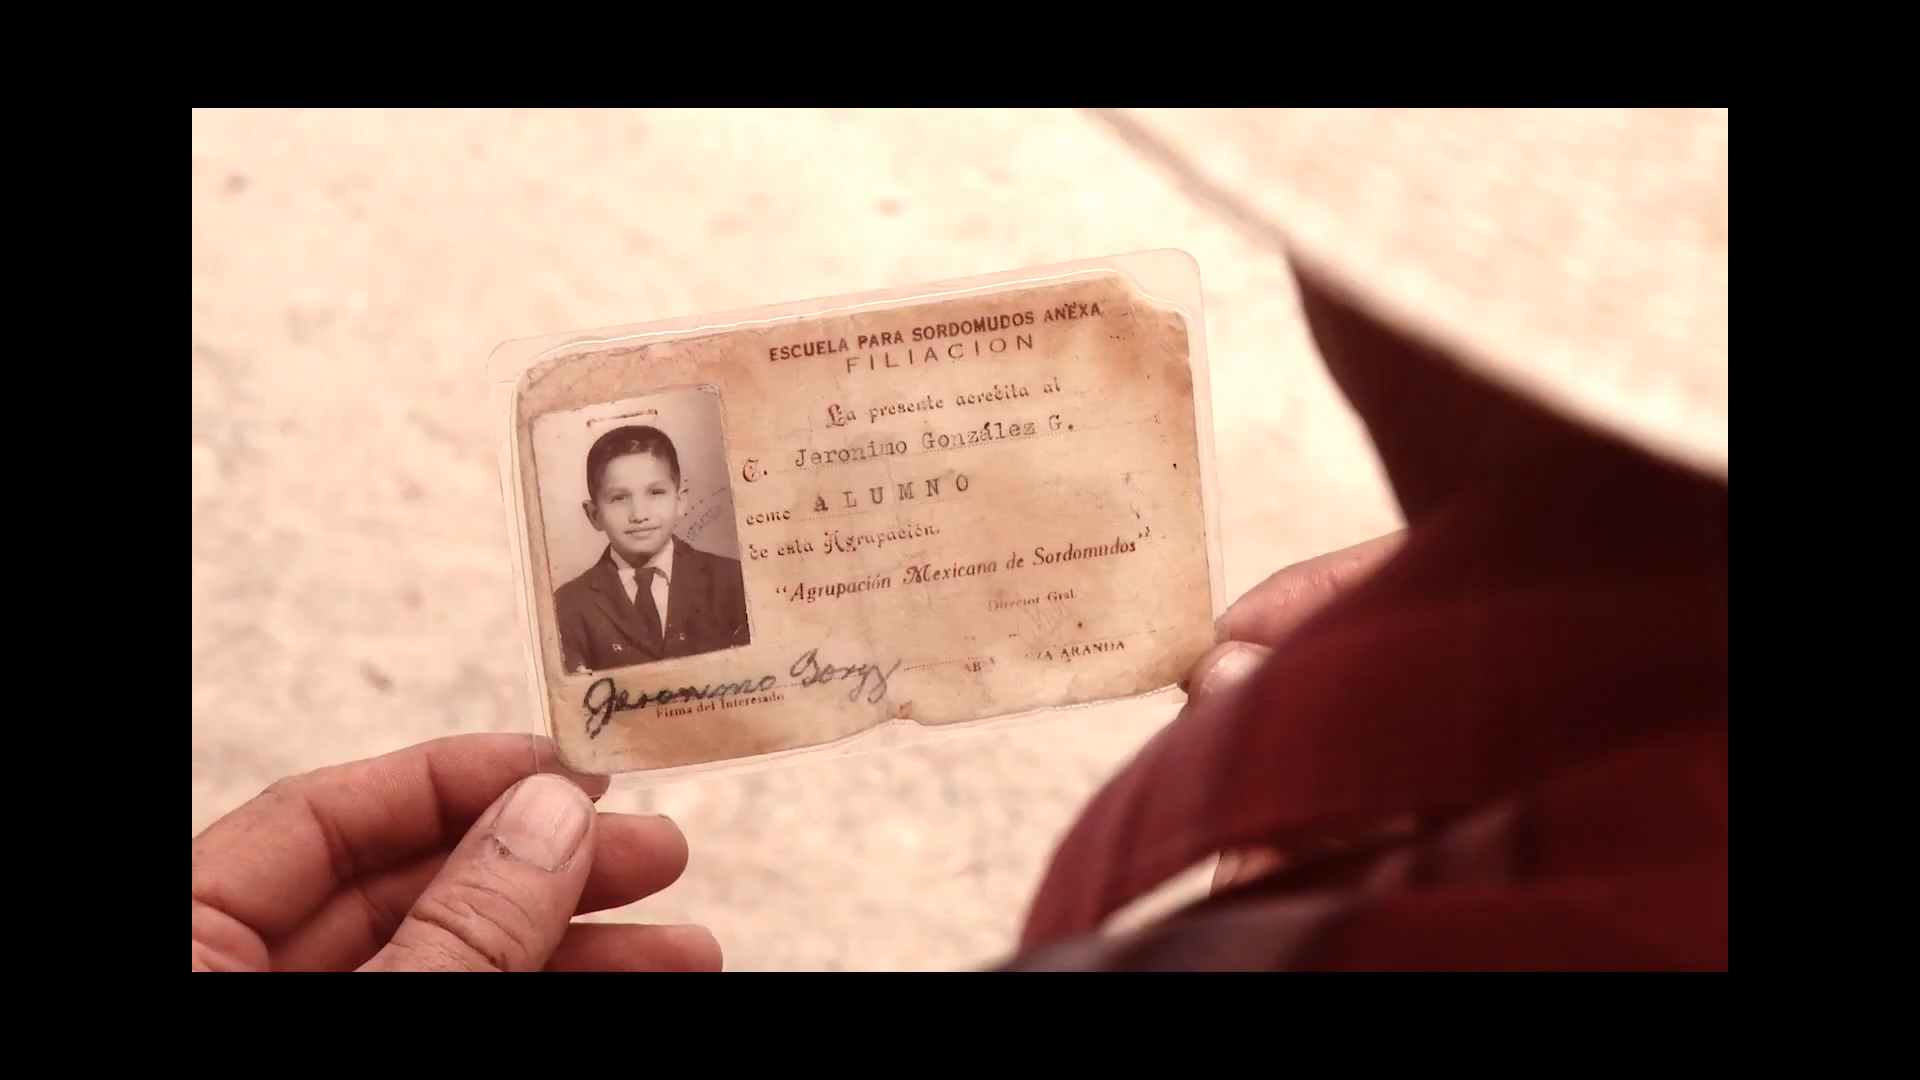 ESCUELA PARA SORDOMUDOS ANEXA
FILIACION
La presente acredita al
C. Jeronimo González G.
como ALUMNO
de esta Agrupación.
"Agrupación Mexicana de Sordomudos"
Director Gral.
ARANDA
Jeronimo Gonz
Firma del Interesado